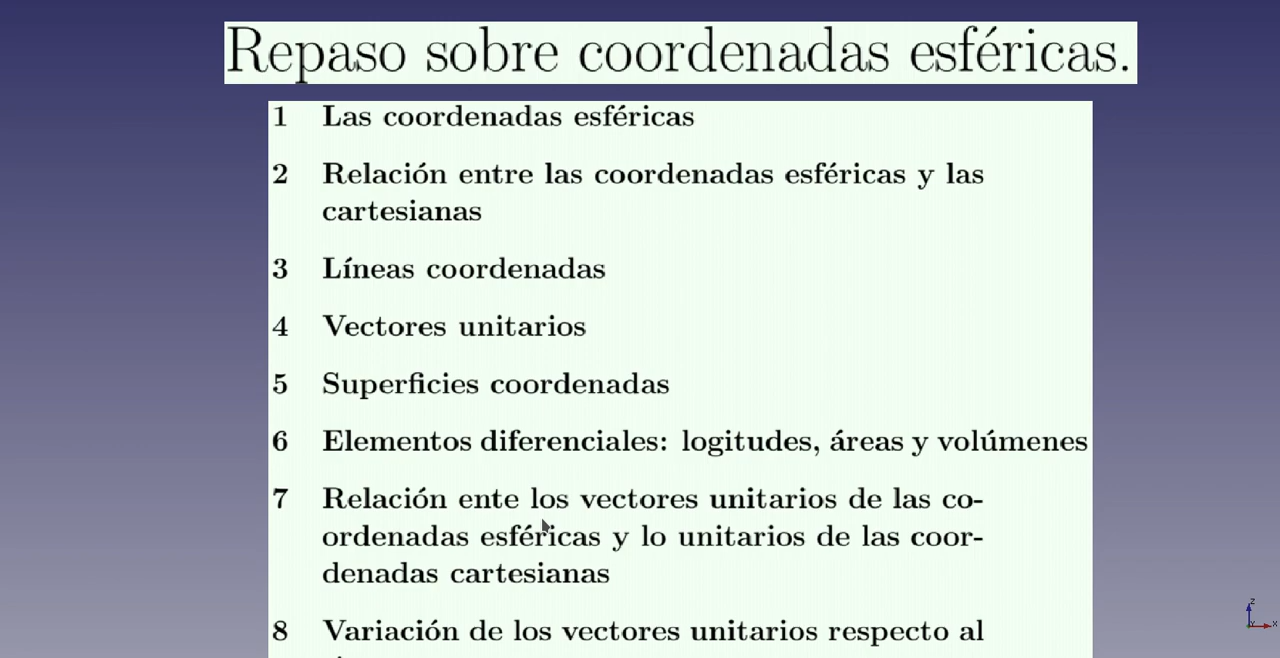 Repaso sobre coordenadas esféricas.
1 Las coordenadas esféricas
2 Relación entre las coordenadas esféricas y las
cartesianas
3 Líneas coordenadas
4 Vectores unitarios
5 Superficies coordenadas
6 Elementos diferenciales: logitudes, áreas y volúmenes
7 Relación ente los vectores unitarios de las co-
ordenadas esféricas y lo unitarios de las coor-
denadas cartesianas
8 Variación de los vectores unitarios respecto al
z
Y x